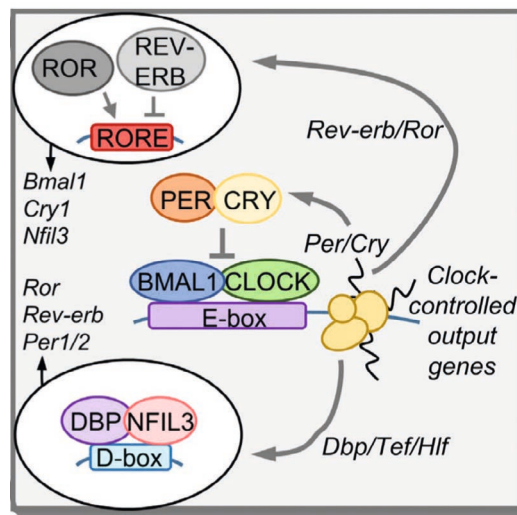 ROR
REV-
ERB
RORE
Rev-erb/Ror
Bmal1
Cry1
Nfil3
PER CRY
Per/Cry
BMAL1 CLOCK
E-box
Clock-
controlled
output
genes
Ror
Rev-erb
Per1/2
DBP NFIL3
D-box
Dbp/Tef/Hlf